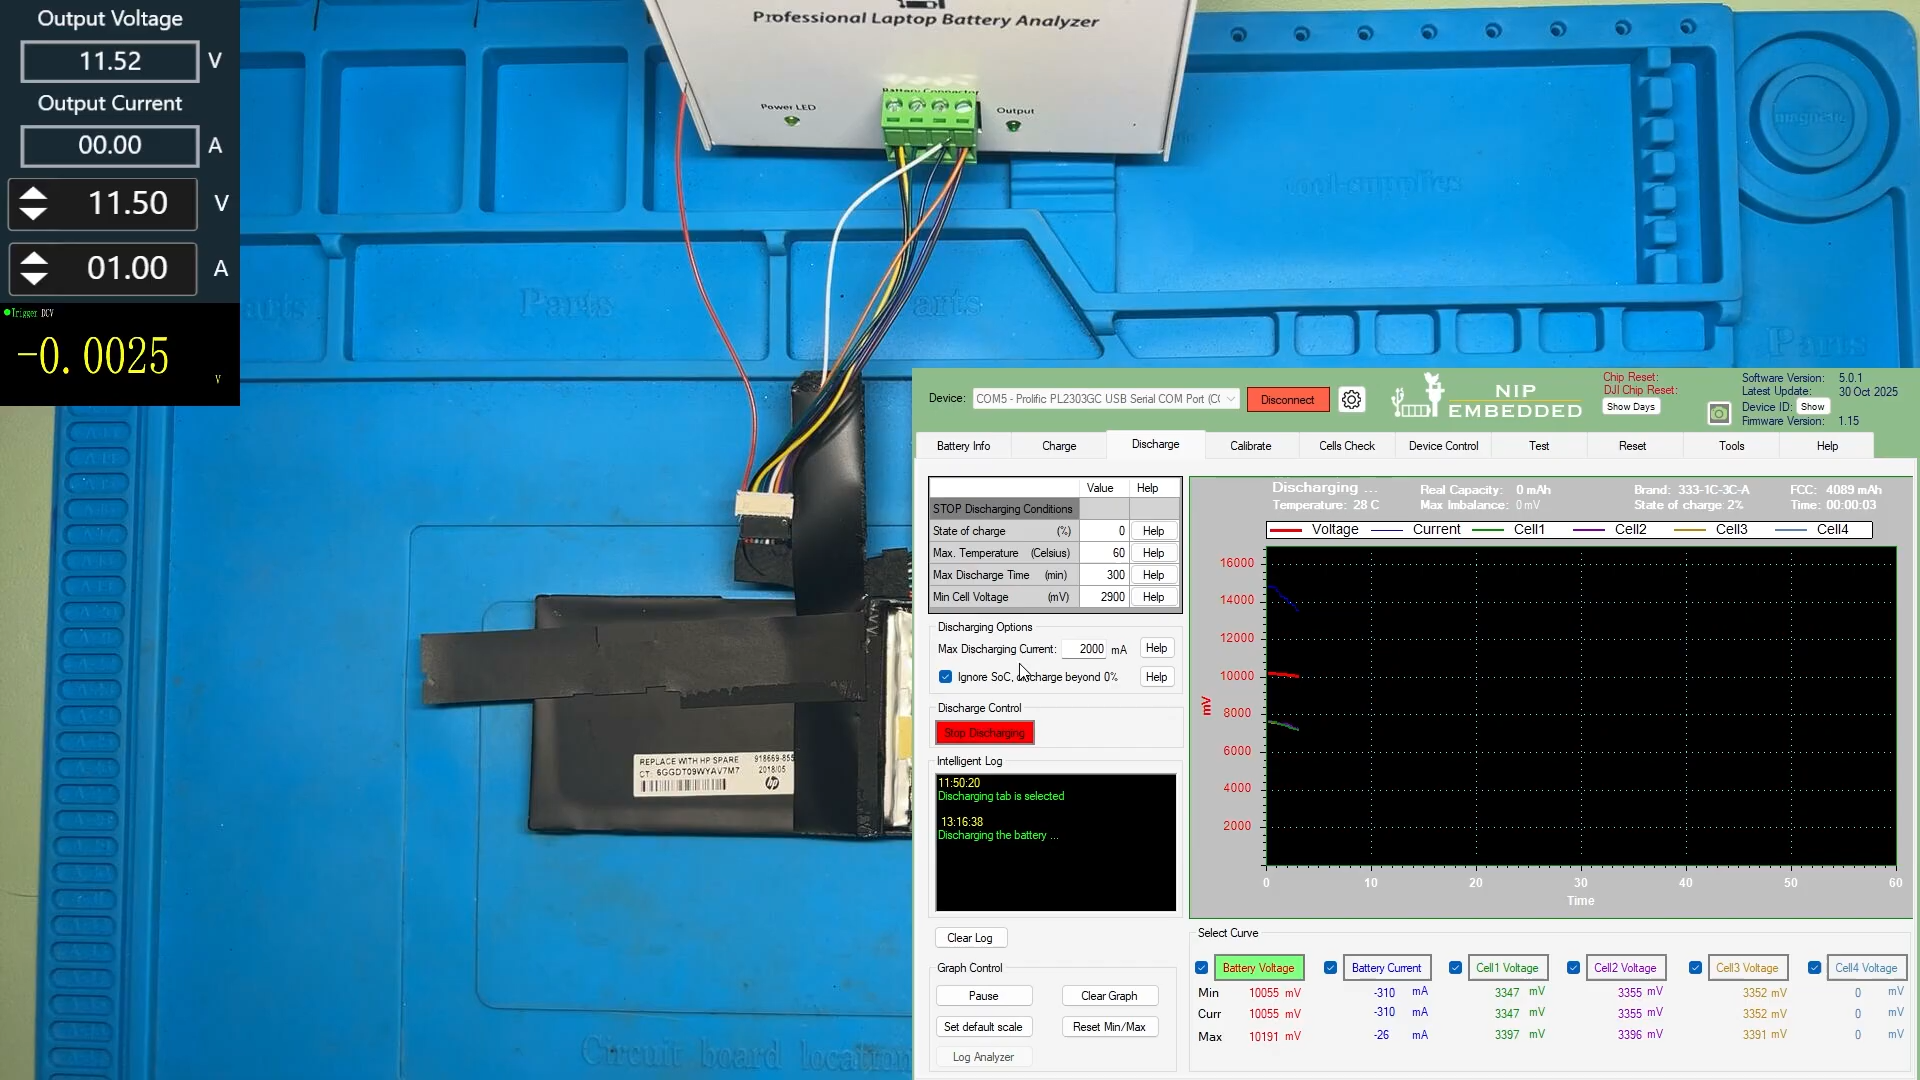 Output Voltage
11.52 V
Output Current
00.00 A
11.50 V
01.00 A
Trigger DCV
-0.0025 V
Professional Laptop Battery Analyzer
Battery Connector
Power LED
Output
magnetic
Parts
REPLACE WITH HP SPARE 918669-855
CT: 6GGDT09WYAV7M7 2018/05
hp
Circuit board location
Device: COM5 - Prolific PL2303GC USB Serial COM Port (C
Disconnect
NIP
EMBEDDED
Chip Reset:
DJI Chip Reset:
Show Days
Software Version: 5.0.1
Latest Update: 30 Oct 2025
Device ID: Show
Firmware Version: 1.15
Battery Info Charge Discharge Calibrate Cells Check Device Control Test Reset Tools Help
Value Help
STOP Discharging Conditions
State of charge (%) 0 Help
Max. Temperature (Celsius) 60 Help
Max Discharge Time (min) 300 Help
Min Cell Voltage (mV) 2900 Help
Discharging Options
Max Discharging Current: 2000 mA Help
Ignore SoC, discharge beyond 0% Help
Discharge Control
Stop Discharging
Intelligent Log
11:50:20
Discharging tab is selected
13:16:38
Discharging the battery ...
Clear Log
Graph Control
Pause Clear Graph
Set default scale Reset Min/Max
Log Analyzer
Discharging ... Real Capacity: 0 mAh Brand: 333-1C-3C-A FCC: 4089 mAh
Temperature: 28 C Max Imbalance: 0 mV State of charge 2% Time: 00:00:03
Voltage Current Cell1 Cell2 Cell3 Cell4
16000
14000
12000
10000
mV
8000
6000
4000
2000
0 10 20 30 40 50 60
Time
Select Curve
Battery Voltage Battery Current Cell1 Voltage Cell2 Voltage Cell3 Voltage Cell4 Voltage
Min 10055 mV -310 mA 3347 mV 3355 mV 3352 mV 0 mV
Curr 10055 mV -310 mA 3347 mV 3355 mV 3352 mV 0 mV
Max 10191 mV -26 mA 3397 mV 3396 mV 3391 mV 0 mV